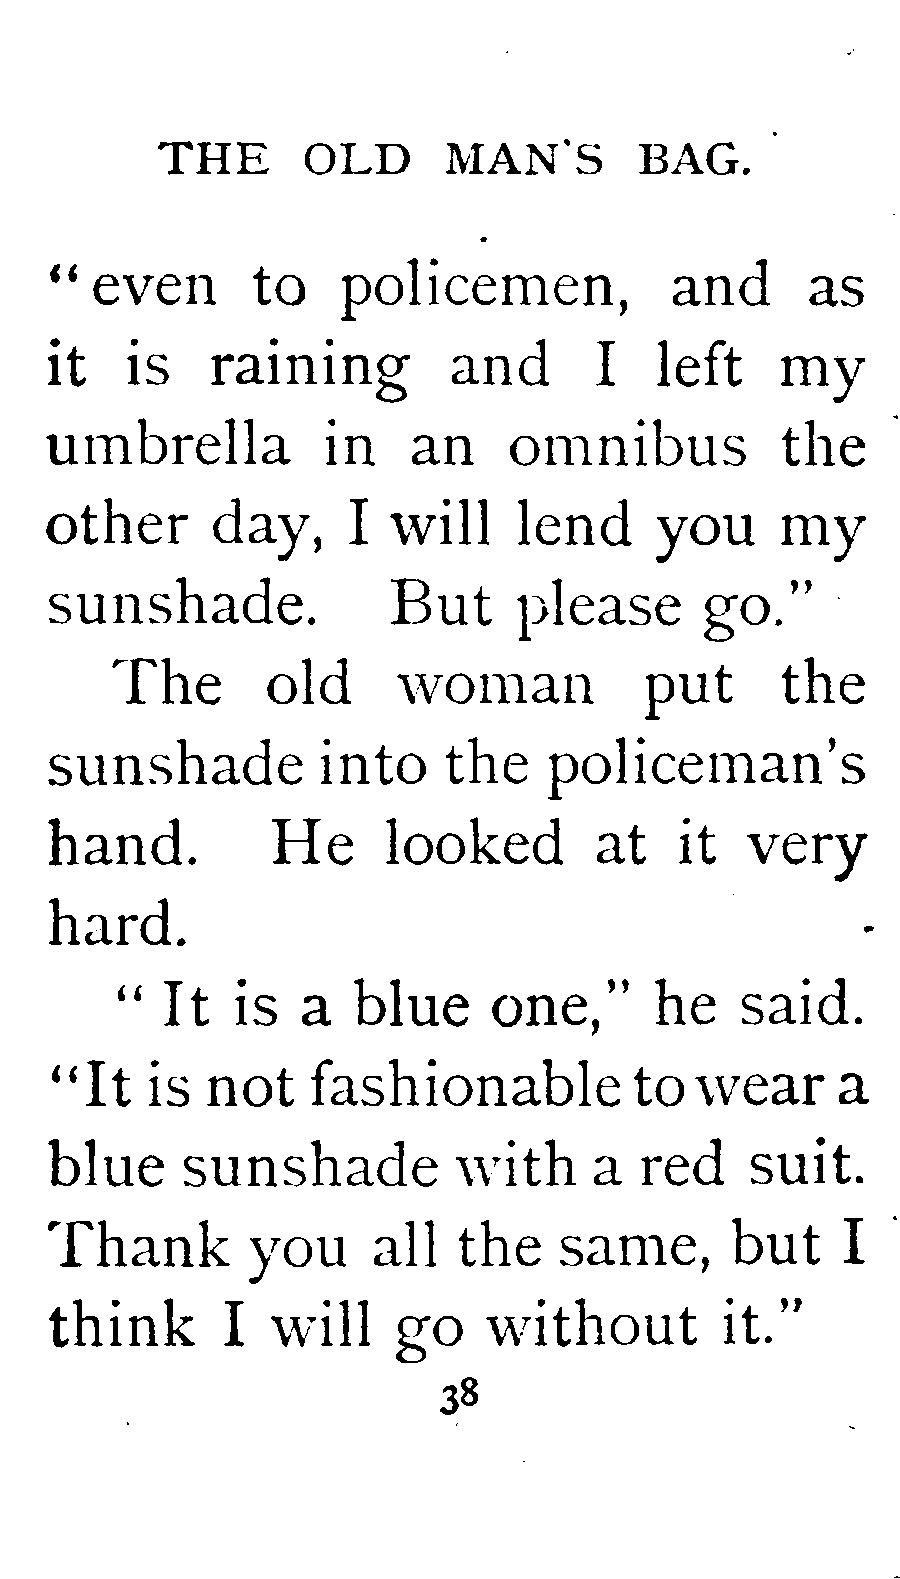 THE OLD MAN'S BAG.
“even to policemen, and as
it is raining and I left my
umbrella in an omnibus the
other day, I will lend you my
sunshade. But please go.”
The old woman put the
sunshade into the policeman's
hand. He looked at it very
hard.
“ It is a blue one,” he said.
“It is not fashionable to wear a
blue sunshade with a red suit.
Thank you all the same, but I
think I will go without it.”
38